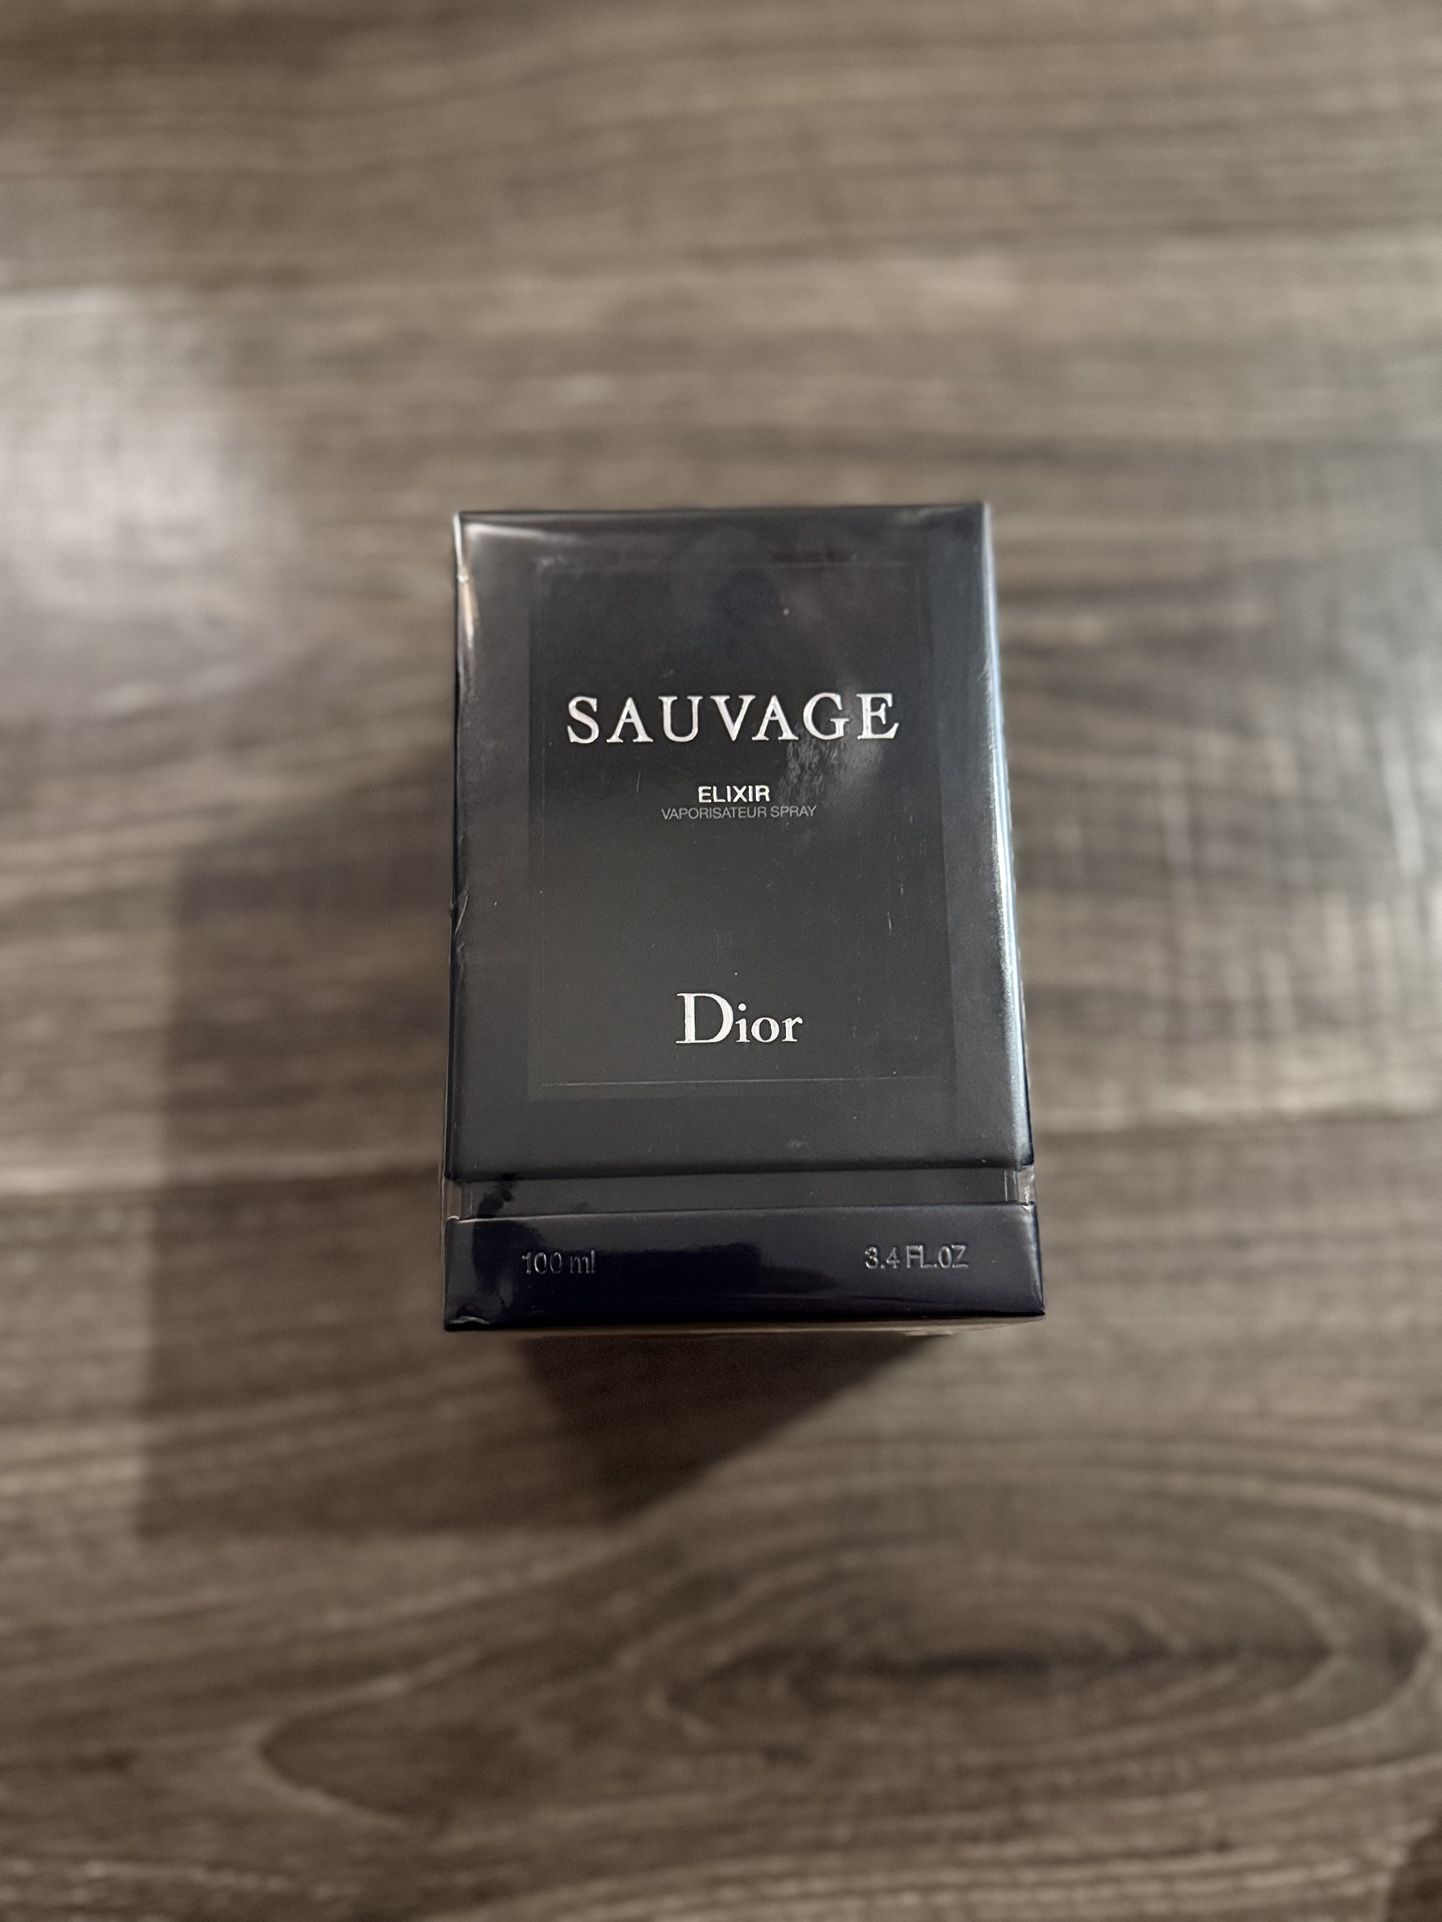 SAUVAGE
ELIXIR
VAPORISATEUR SPRAY
Dior
100 ml 3.4 FL.OZ